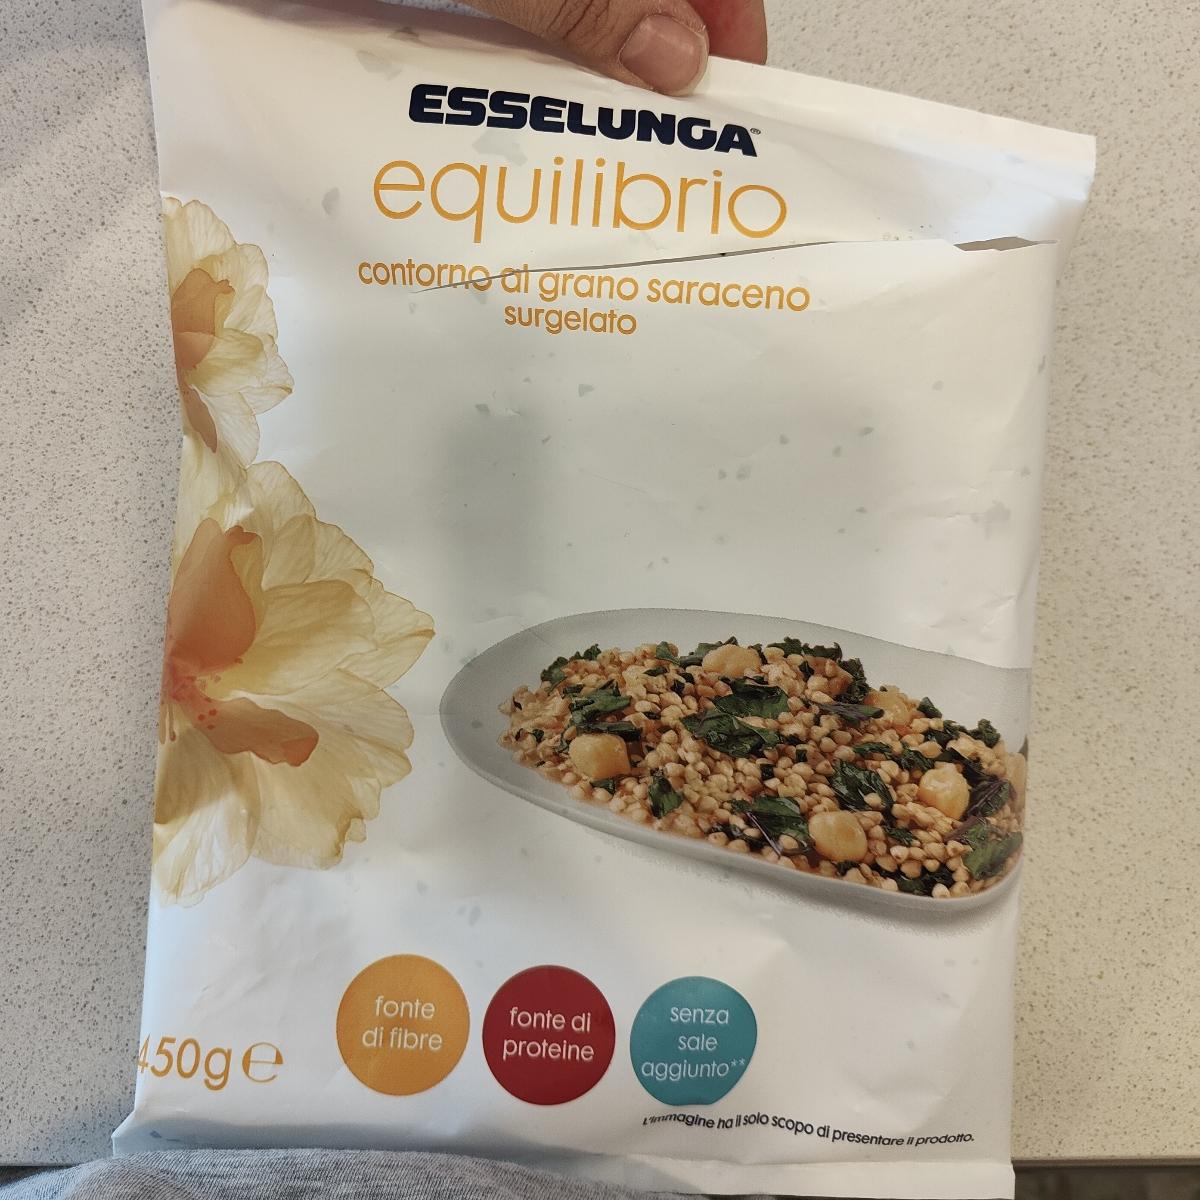 ESSELUNGA®
equilibrio
contorno al grano saraceno
surgelato
fonte
di fibre
fonte di
proteine
senza
sale
aggiunto**
450g e
L'immagine ha il solo scopo di presentare il prodotto.